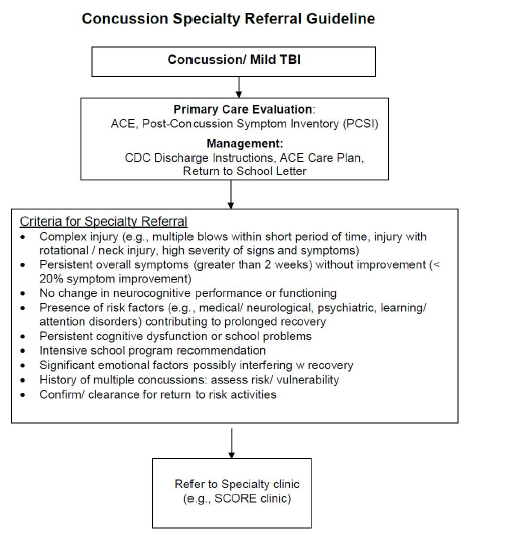 Concussion Specialty Referral Guideline
Concussion/ Mild TBI
Primary Care Evaluation:
ACE, Post-Concussion Symptom Inventory (PCSI)
Management:
CDC Discharge Instructions, ACE Care Plan,
Return to School Letter
Criteria for Specialty Referral
• Complex injury (e.g., multiple blows within short period of time, injury with
rotational / neck injury, high severity of signs and symptoms)
• Persistent overall symptoms (greater than 2 weeks) without improvement (<
20% symptom improvement)
• No change in neurocognitive performance or functioning
• Presence of risk factors (e.g., medical/ neurological, psychiatric, learning/
attention disorders) contributing to prolonged recovery
• Persistent cognitive dysfunction or school problems
• Intensive school program recommendation
• Significant emotional factors possibly interfering w recovery
• History of multiple concussions: assess risk/ vulnerability
• Confirm/ clearance for return to risk activities
Refer to Specialty clinic
(e.g., SCORE clinic)